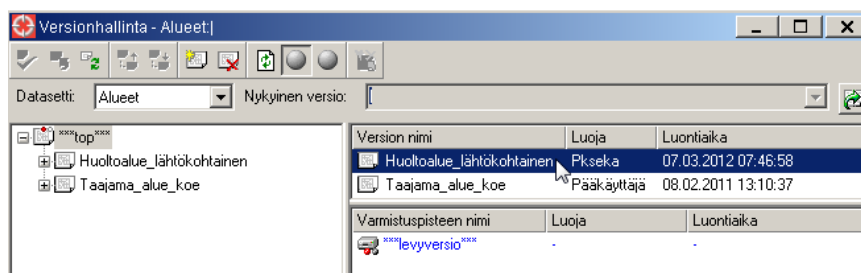 Versionhallinta - Alueet:|
Datasetti: Alueet Nykyinen versio: [
***top***
Huoltoalue_lähtökohtainen
Taajama_alue_koe
Version nimi Luoja Luontiaika
Huoltoalue_lähtökohtainen Pkseka 07.03.2012 07:46:58
Taajama_alue_koe Pääkäyttäjä 08.02.2011 13:10:37
Varmistuspisteen nimi Luoja Luontiaika
***levyversio*** - -